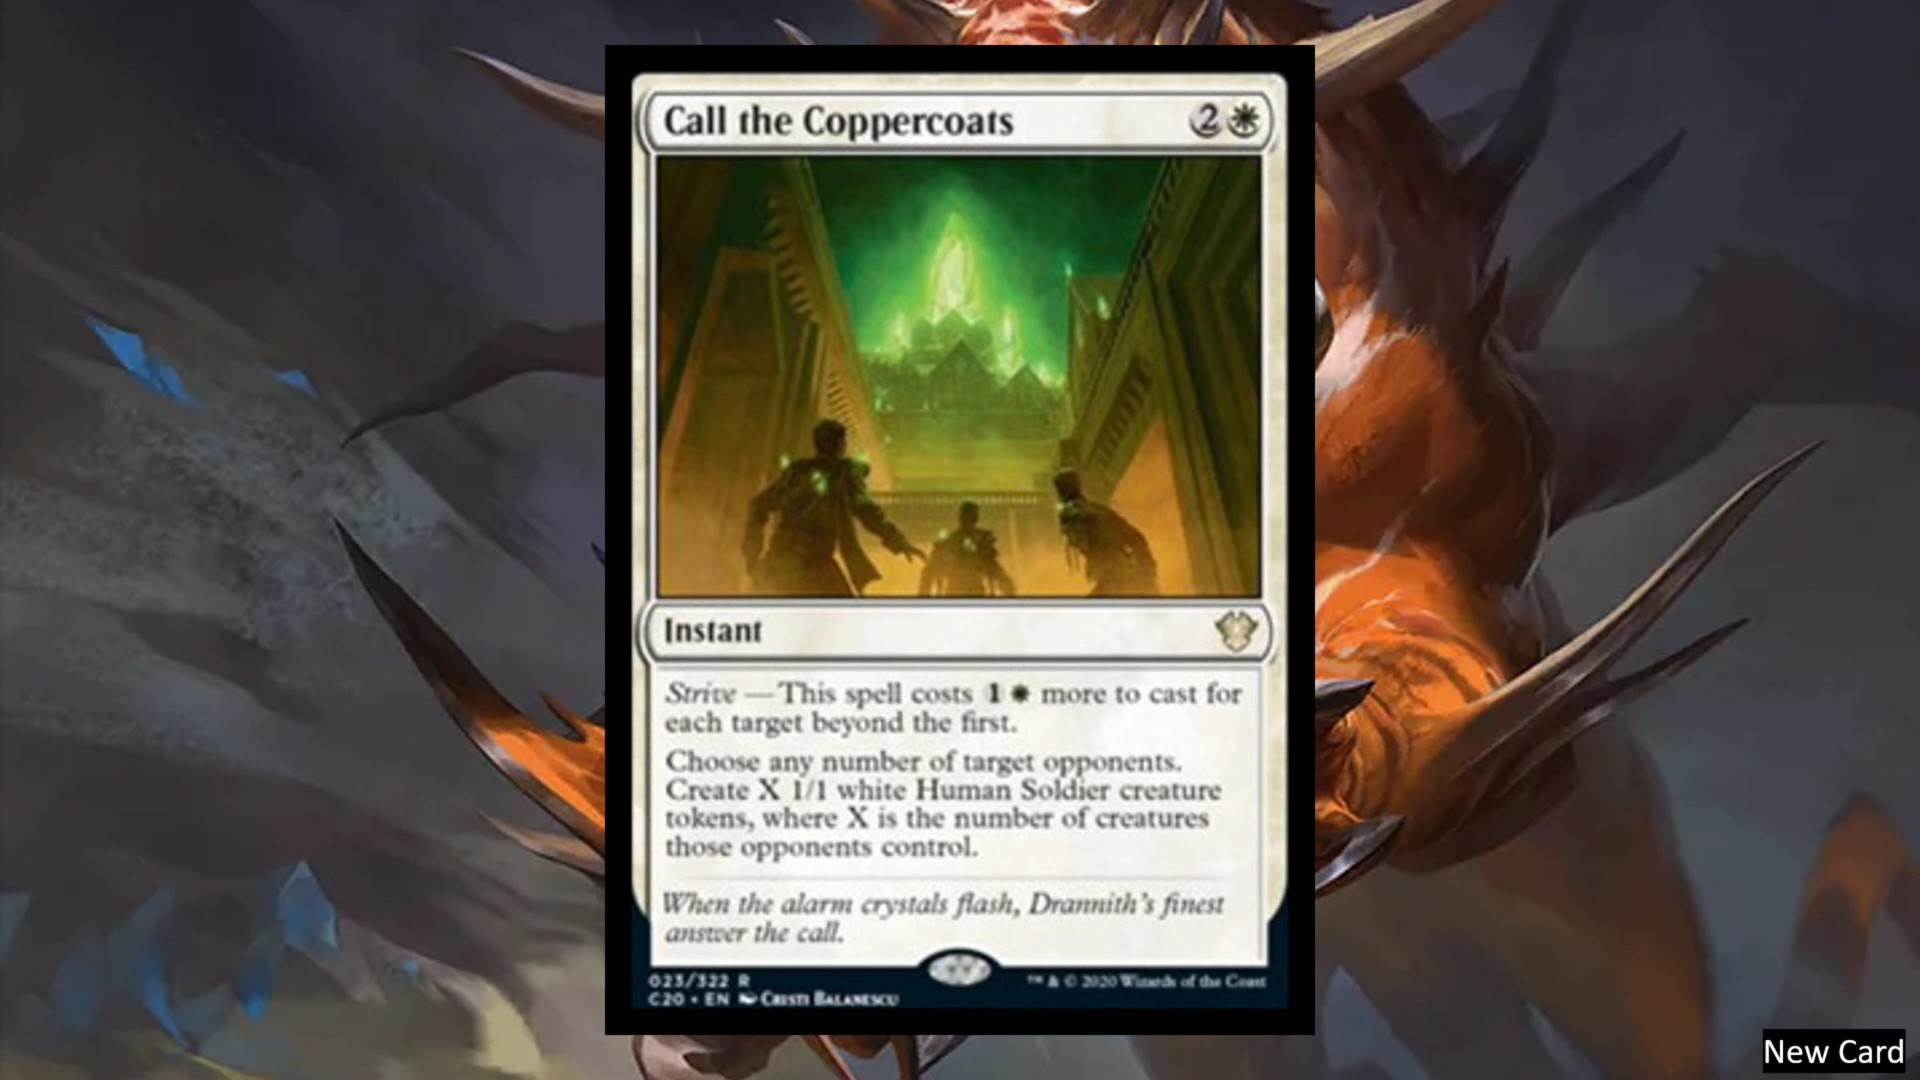 Call the Coppercoats 2
Instant
Strive — This spell costs 1 more to cast for
each target beyond the first.
Choose any number of target opponents.
Create X 1/1 white Human Soldier creature
tokens, where X is the number of creatures
those opponents control.
When the alarm crystals flash, Drannith's finest
answer the call.
023/322 R
™ & © 2020 Wizards of the Coast
C20 • EN Cristi Balanescu
New Card